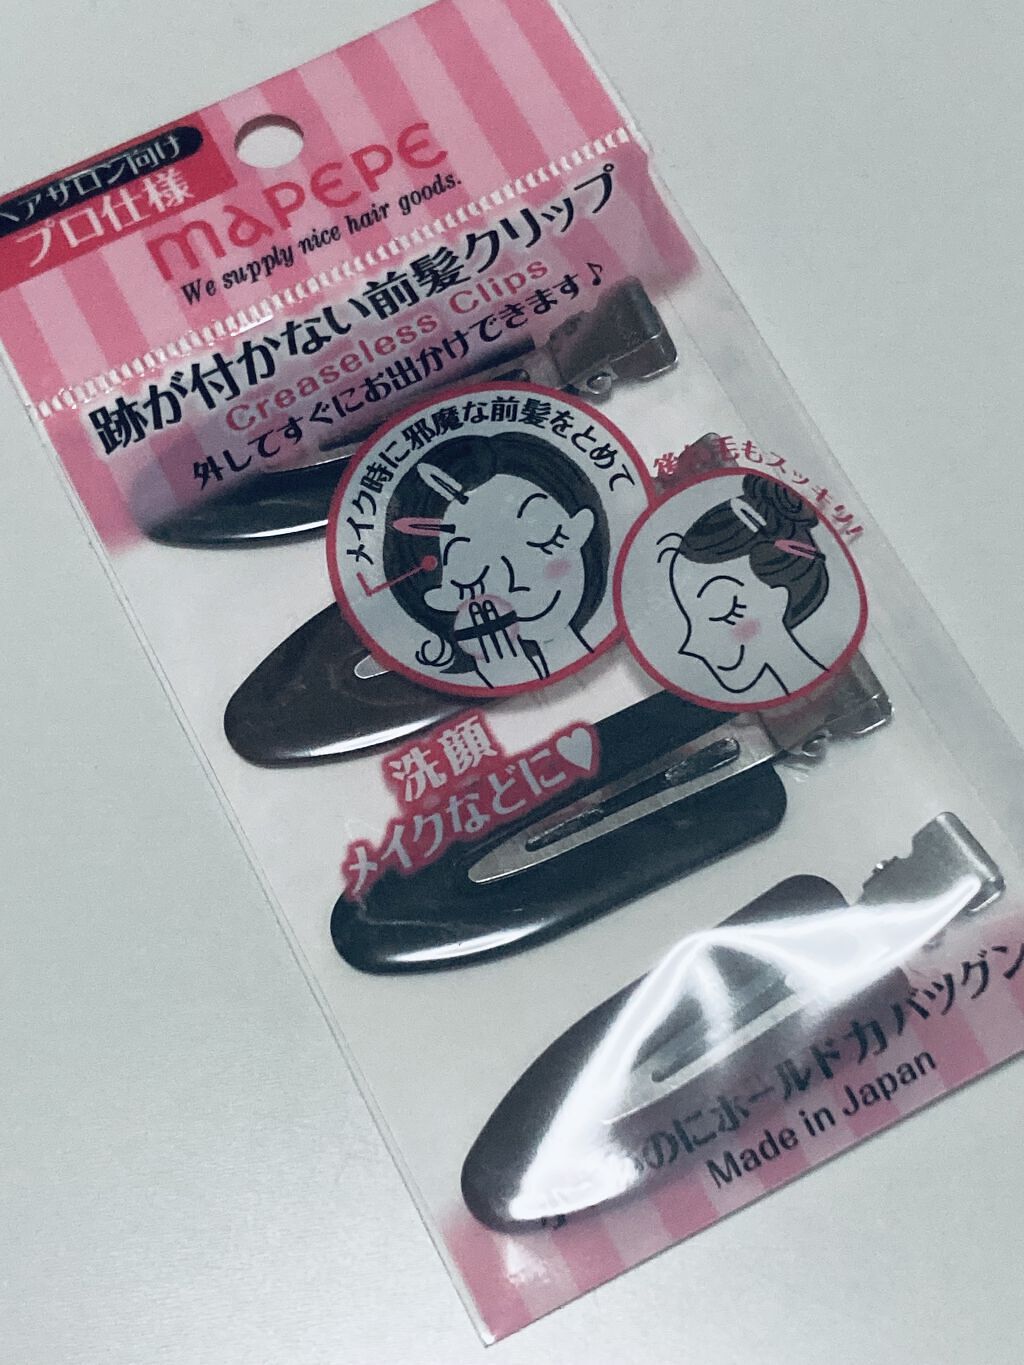 ヘアサロン向け
プロ仕様
maPEPE
We supply nice hair goods.
跡が付かない前髪クリップ
Creaseless Clips
外してすぐにお出かけできます♪
メイク時に邪魔な前髪をとめて
後れ毛もスッキリ!!
洗顔
メイクなどに♥
のにホールド力バツグン
Made in Japan